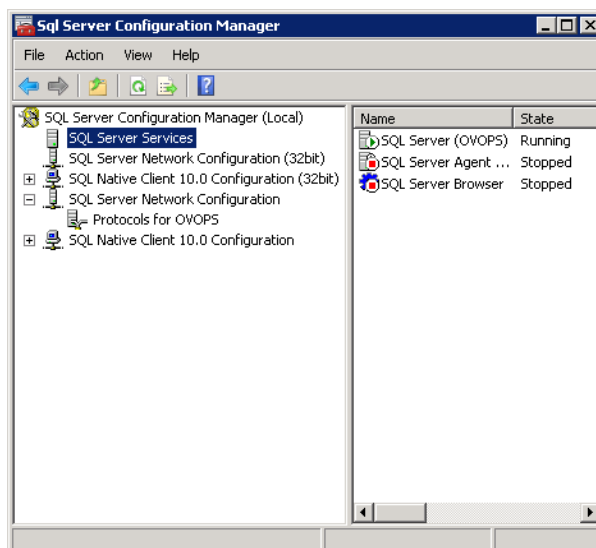 Sql Server Configuration Manager
File Action View Help
SQL Server Configuration Manager (Local)
SQL Server Services
SQL Server Network Configuration (32bit)
SQL Native Client 10.0 Configuration (32bit)
SQL Server Network Configuration
Protocols for OVOPS
SQL Native Client 10.0 Configuration
Name State
SQL Server (OVOPS) Running
SQL Server Agent ... Stopped
SQL Server Browser Stopped